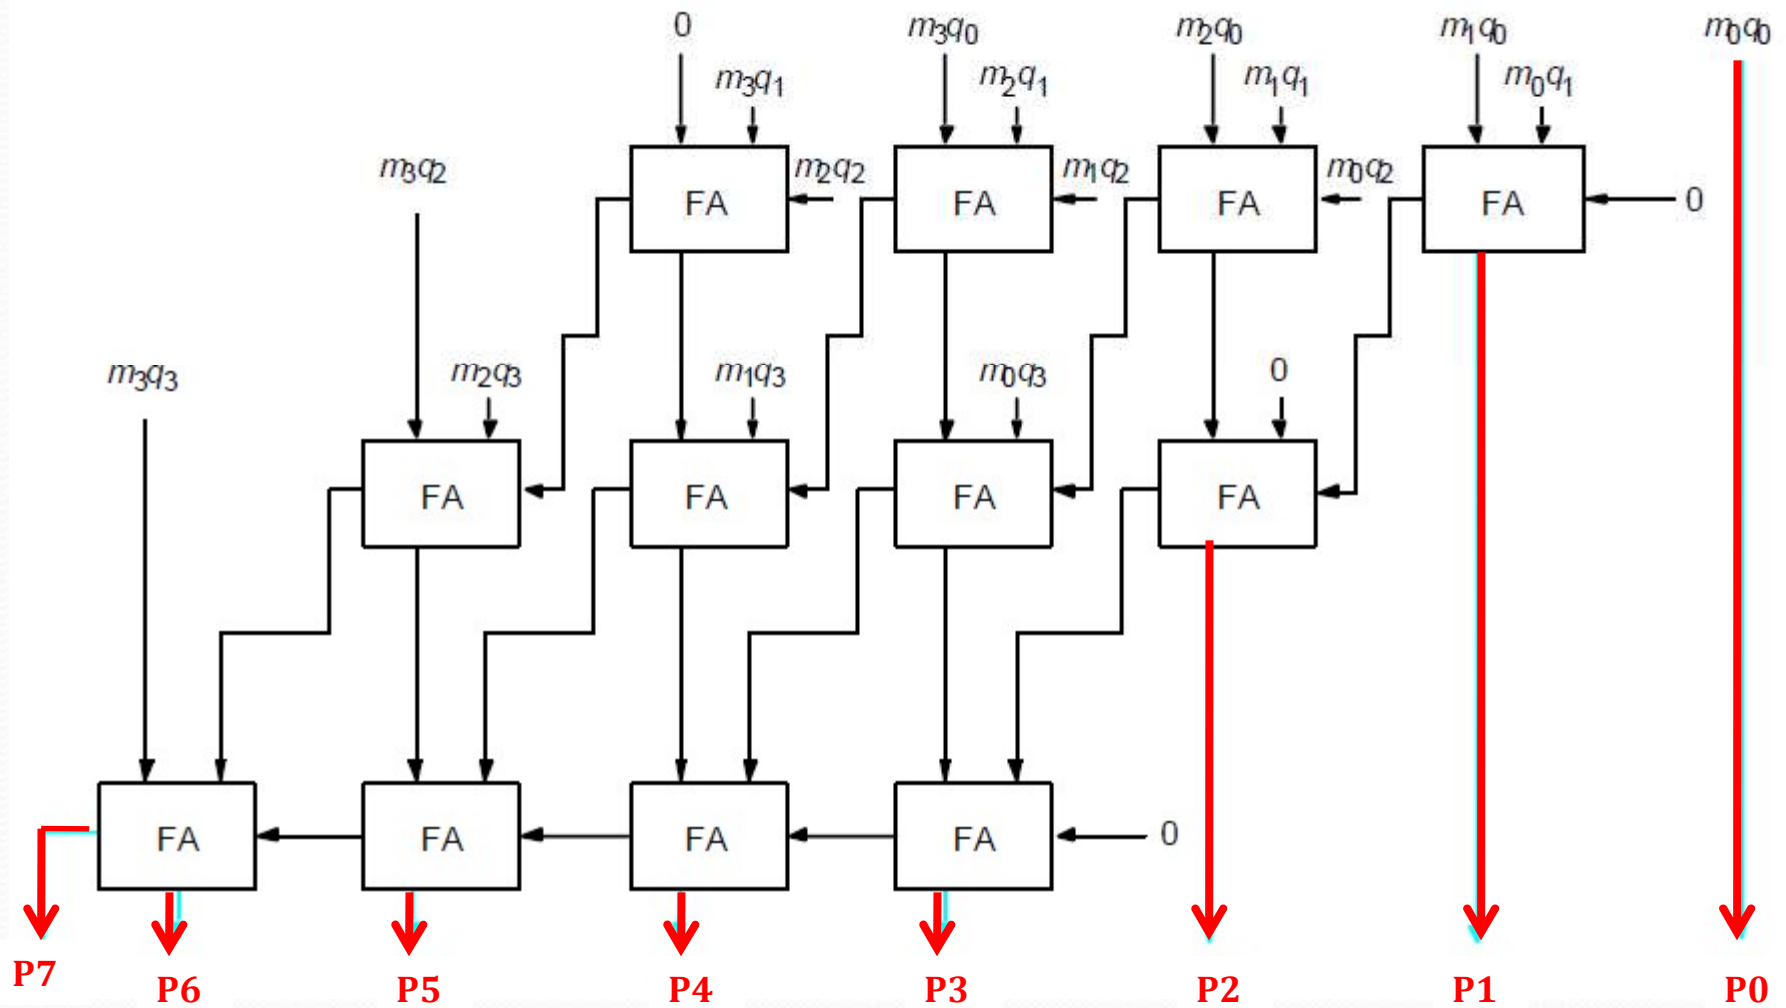 0 m₃q₀ m₂q₀ m₁q₀ m₀q₀
m₃q₁ m₂q₁ m₁q₁ m₀q₁
m₃q₂ m₂q₂ m₁q₂ m₀q₂
FA FA FA FA 0
m₃q₃ m₂q₃ m₁q₃ m₀q₃ 0
FA FA FA FA
FA FA FA FA 0
P7 P6 P5 P4 P3 P2 P1 P0